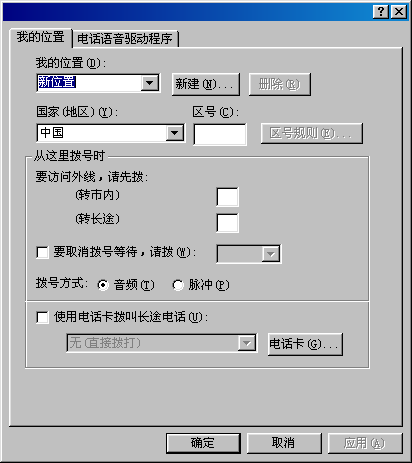 我的位置 电话语音驱动程序
我的位置(D):
新位置 新建(N)... 删除(R)
国家(地区)(Y): 区号(C):
中国 区号规则(E)...
从这里拨号时
要访问外线，请先拨:
(转市内)
(转长途)
要取消拨号等待，请拨(W):
拨号方式: 音频(T) 脉冲(P)
使用电话卡拨叫长途电话(U):
无(直接拨打) 电话卡(G)...
确定 取消 应用(A)